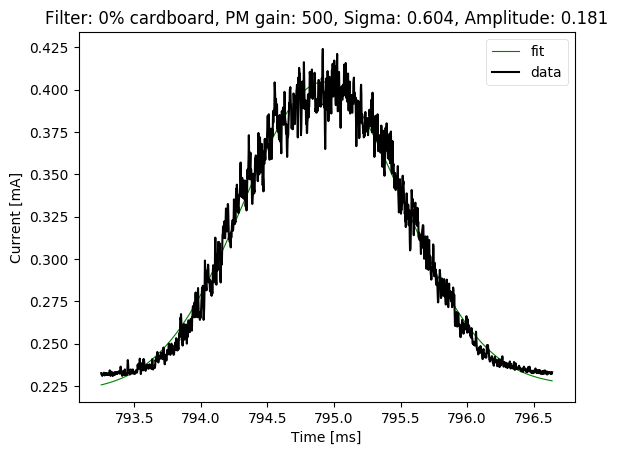 Filter: 0% cardboard, PM gain: 500, Sigma: 0.604, Amplitude: 0.181
fit
data
0.425
0.400
0.375
0.350
0.325
0.300
0.275
0.250
0.225
Current [mA]
793.5 794.0 794.5 795.0 795.5 796.0 796.5
Time [ms]